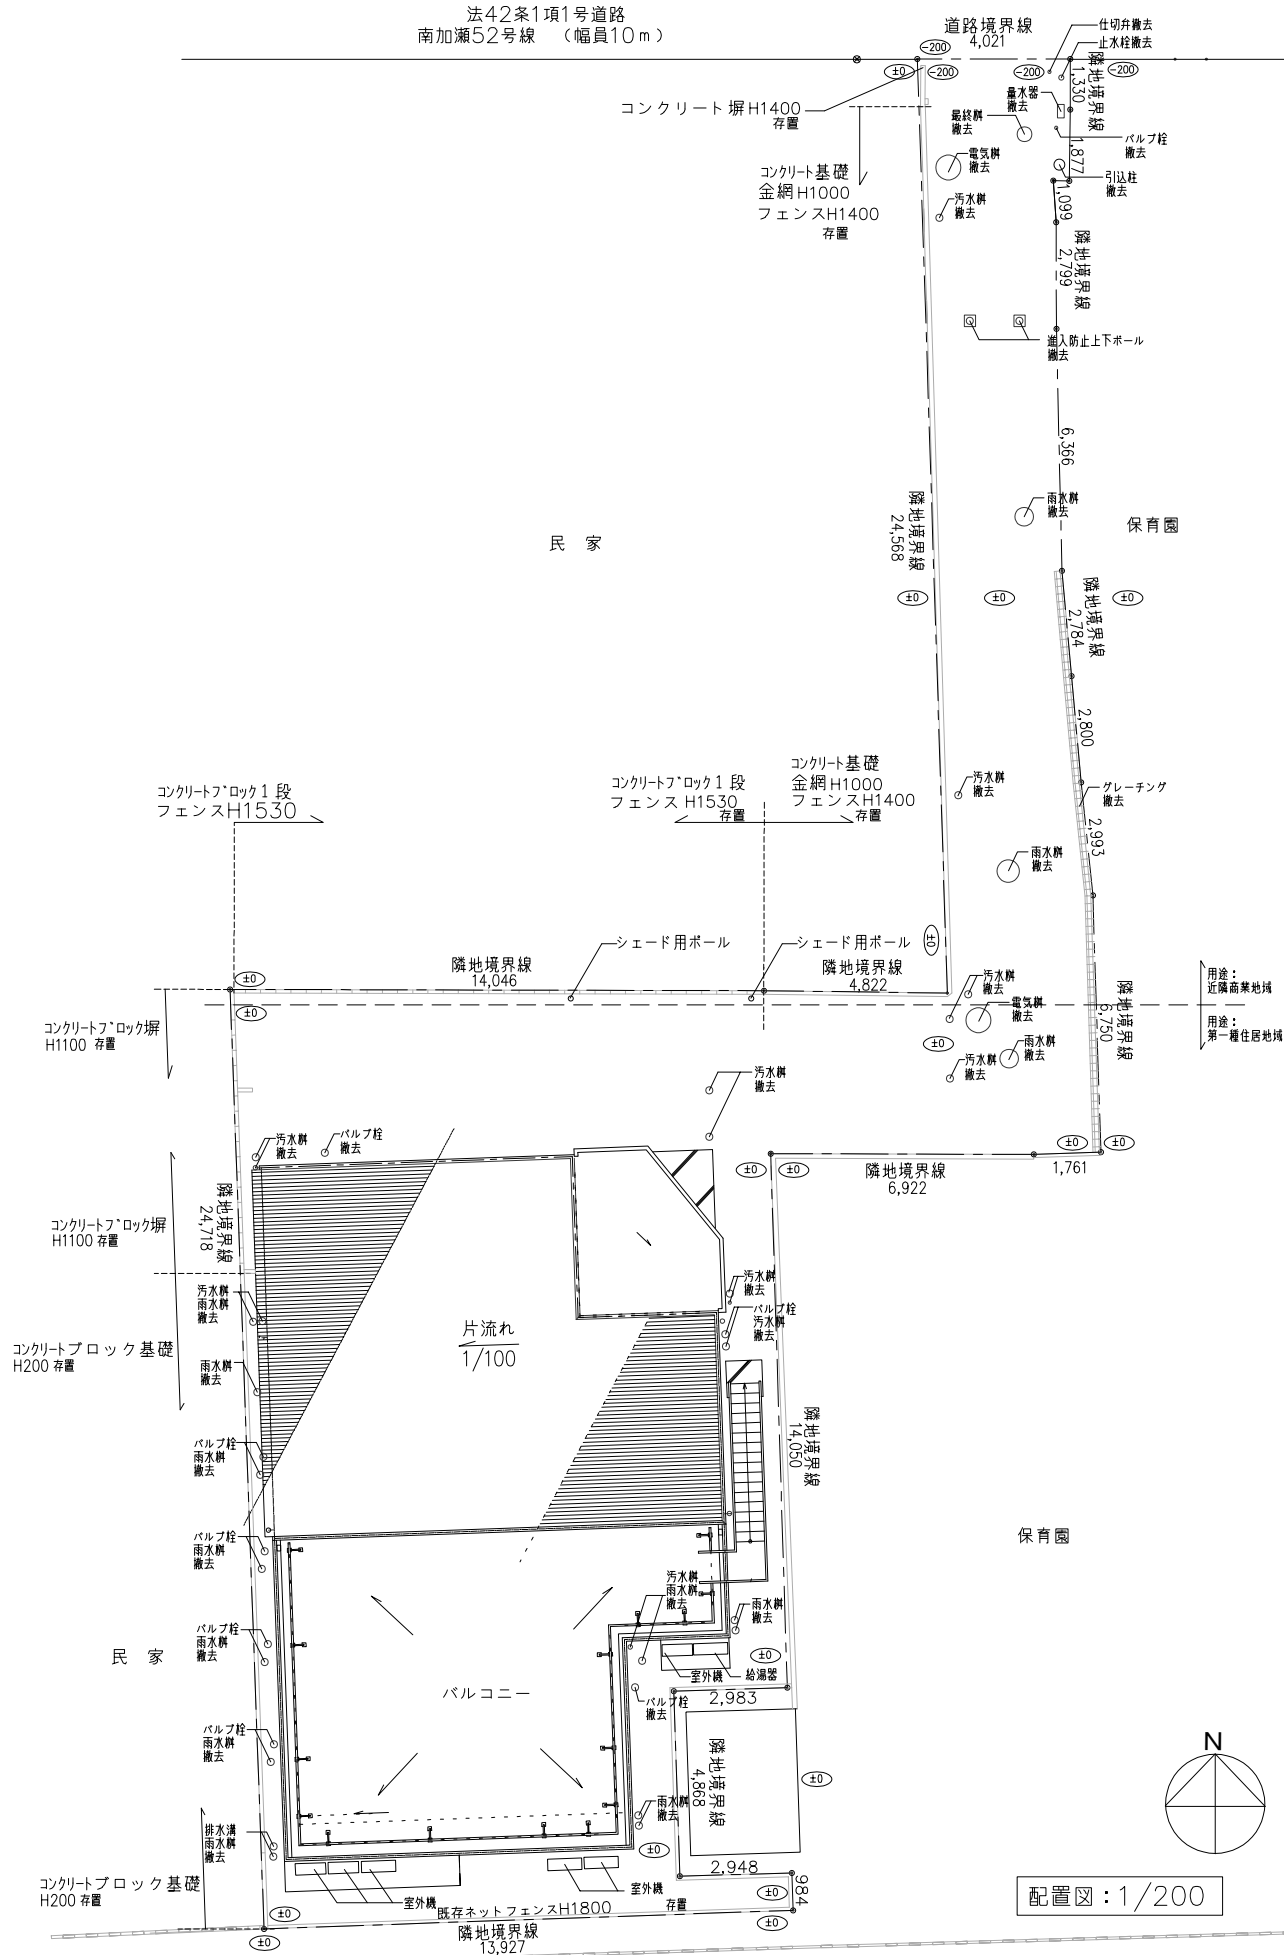 法42条1項1号道路
南加瀬52号線　（幅員10ｍ）
道路境界線
4,021
仕切弁撤去
止水栓撤去
-200
±0
-200
-200
-200
隣地境界線
1,330
コンクリート塀H1400
存置
量水器
撤去
最終桝
撤去
バルブ栓
撤去
1,877
電気桝
撤去
引込柱
撤去
コンクリート基礎
金網H1000
フェンスH1400
存置
汚水桝
撤去
1,099
隣地境界線
2,799
進入防止上下ポール
撤去
6,366
隣地境界線
24,568
雨水桝
撤去
保育園
民　家
±0
±0
±0
隣地境界線
2,784
2,800
コンクリートブロック1段
フェンスH1530
コンクリートブロック1段
フェンスH1530
存置
コンクリート基礎
金網H1000
フェンスH1400
存置
汚水桝
撤去
グレーチング
撤去
2,993
雨水桝
撤去
シェード用ポール
シェード用ポール
±0
隣地境界線
14,046
隣地境界線
4,822
±0
±0
汚水桝
撤去
電気桝
撤去
用途：
近隣商業地域
用途：
第一種住居地域
隣地境界線
6,750
コンクリートブロック塀
H1100 存置
±0
雨水桝
撤去
汚水桝
撤去
汚水桝
撤去
汚水桝
撤去
バルブ栓
撤去
±0
±0
±0
±0
隣地境界線
6,922
1,761
隣地境界線
24,718
コンクリートブロック塀
H1100 存置
汚水桝
雨水桝
撤去
汚水桝
撤去
バルブ栓
汚水桝
撤去
片流れ
1/100
コンクリートブロック基礎
H200 存置
雨水桝
撤去
隣地境界線
14,050
バルブ栓
雨水桝
撤去
バルブ栓
雨水桝
撤去
保育園
汚水桝
雨水桝
撤去
雨水桝
撤去
民　家
バルブ栓
雨水桝
撤去
±0
室外機
給湯器
バルコニー
バルブ栓
撤去
2,983
バルブ栓
雨水桝
撤去
隣地境界線
4,868
±0
N
雨水桝
撤去
排水溝
雨水桝
撤去
±0
コンクリートブロック基礎
H200 存置
2,948
984
室外機
室外機
±0
±0
既存ネットフェンスH1800
存置
±0
±0
隣地境界線
13,927
配置図：1/200